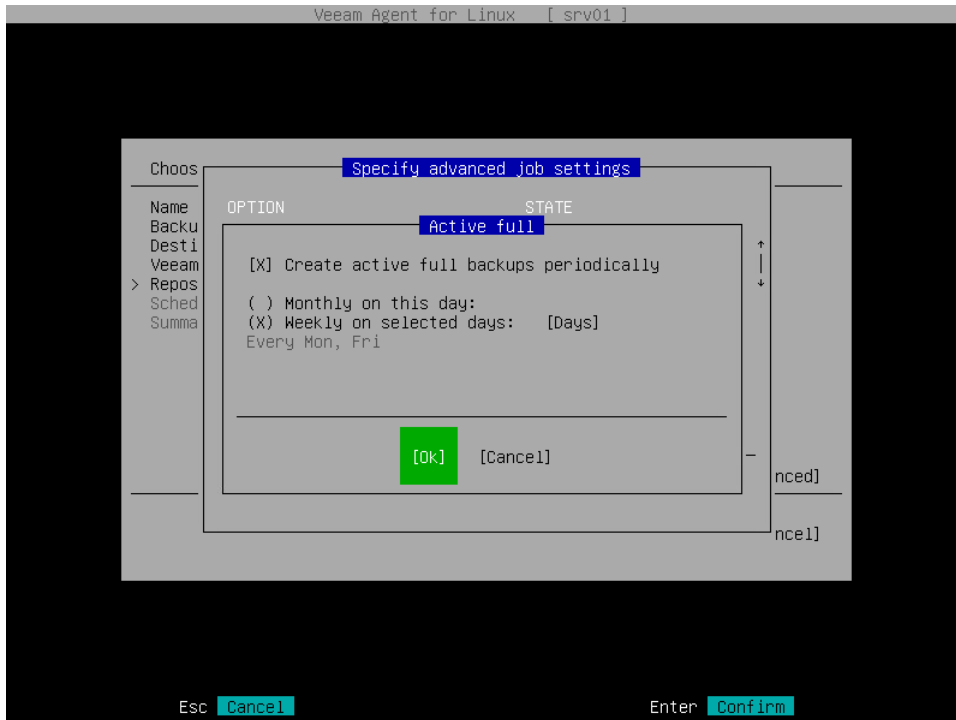 Veeam Agent for Linux [ srv01 ]
Choos
Specify advanced job settings
Name
OPTION STATE
Backu
Active full
Desti
Veeam
[X] Create active full backups periodically
> Repos
Sched
( ) Monthly on this day:
Summa
(X) Weekly on selected days: [Days]
Every Mon, Fri
[Ok] [Cancel]
nced]
ncel]
Esc Cancel Enter Confirm